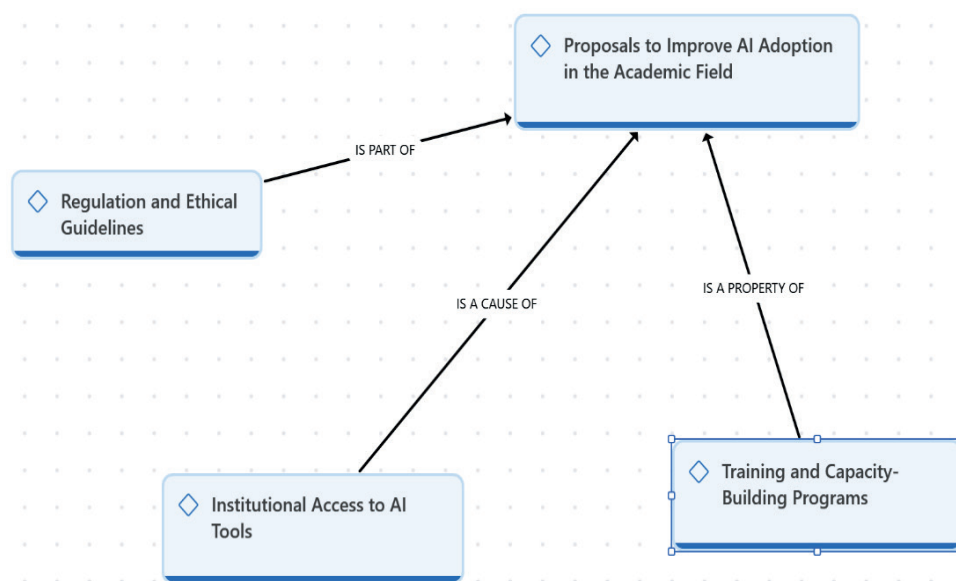 Proposals to Improve AI Adoption
in the Academic Field
IS PART OF
Regulation and Ethical
Guidelines
IS A CAUSE OF
IS A PROPERTY OF
Institutional Access to AI
Tools
Training and Capacity-
Building Programs